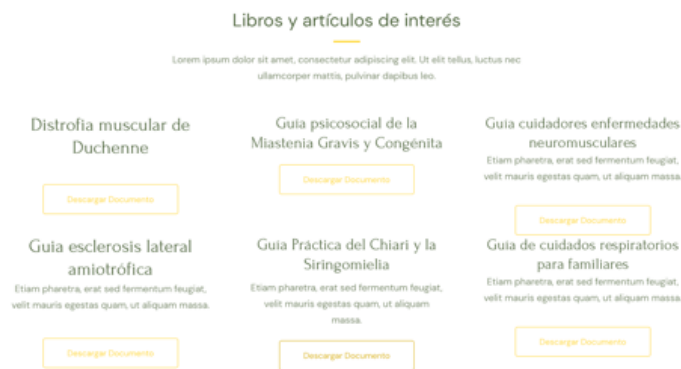 Libros y artículos de interés
Lorem ipsum dolor sit amet, consectetur adipiscing elit. Ut elit tellus, luctus nec
ullamcorper mattis, pulvinar dapibus leo.
Distrofia muscular de
Duchenne
Descargar Documento
Guia psicosocial de la
Miastenia Gravis y Congénita
Descargar Documento
Guia cuidadores enfermedades
neuromusculares
Etiam pharetra, erat sed fermentum feugiat,
velit mauris egestas quam, ut aliquam massa.
Descargar Documento
Guia esclerosis lateral
amiotrófica
Etiam pharetra, erat sed fermentum feugiat,
velit mauris egestas quam, ut aliquam massa.
Descargar Documento
Guia Práctica del Chiari y la
Siringomielia
Etiam pharetra, erat sed fermentum feugiat,
velit mauris egestas quam, ut aliquam
massa.
Descargar Documento
Guia de cuidados respiratorios
para familiares
Etiam pharetra, erat sed fermentum feugiat,
velit mauris egestas quam, ut aliquam massa.
Descargar Documento